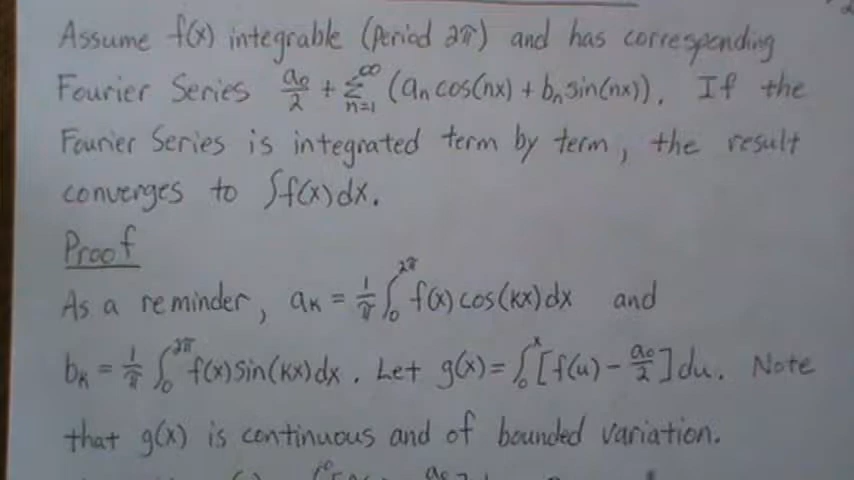 Assume f(x) integrable (Period 2π) and has corresponding
Fourier Series a₀/2 + ∑_{n=1}^{∞} (aₙ cos(nx) + bₙ sin(nx)). If the
Fourier Series is integrated term by term, the result
converges to ∫f(x)dx.
Proof
As a reminder, a_K = 1/π ∫₀^{2π} f(x) cos(Kx)dx and
b_K = 1/π ∫₀^{2π} f(x) sin(Kx)dx. Let g(x) = ∫₀^x [f(u) − a₀/2] du. Note
that g(x) is continuous and of bounded variation.